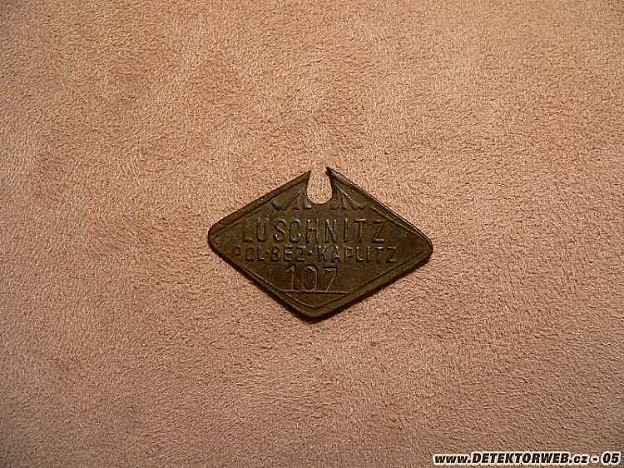 LUSCHNITZ
POL·BEZ·KAPLITZ
107
www.DETEKTORWEB.cz - 05